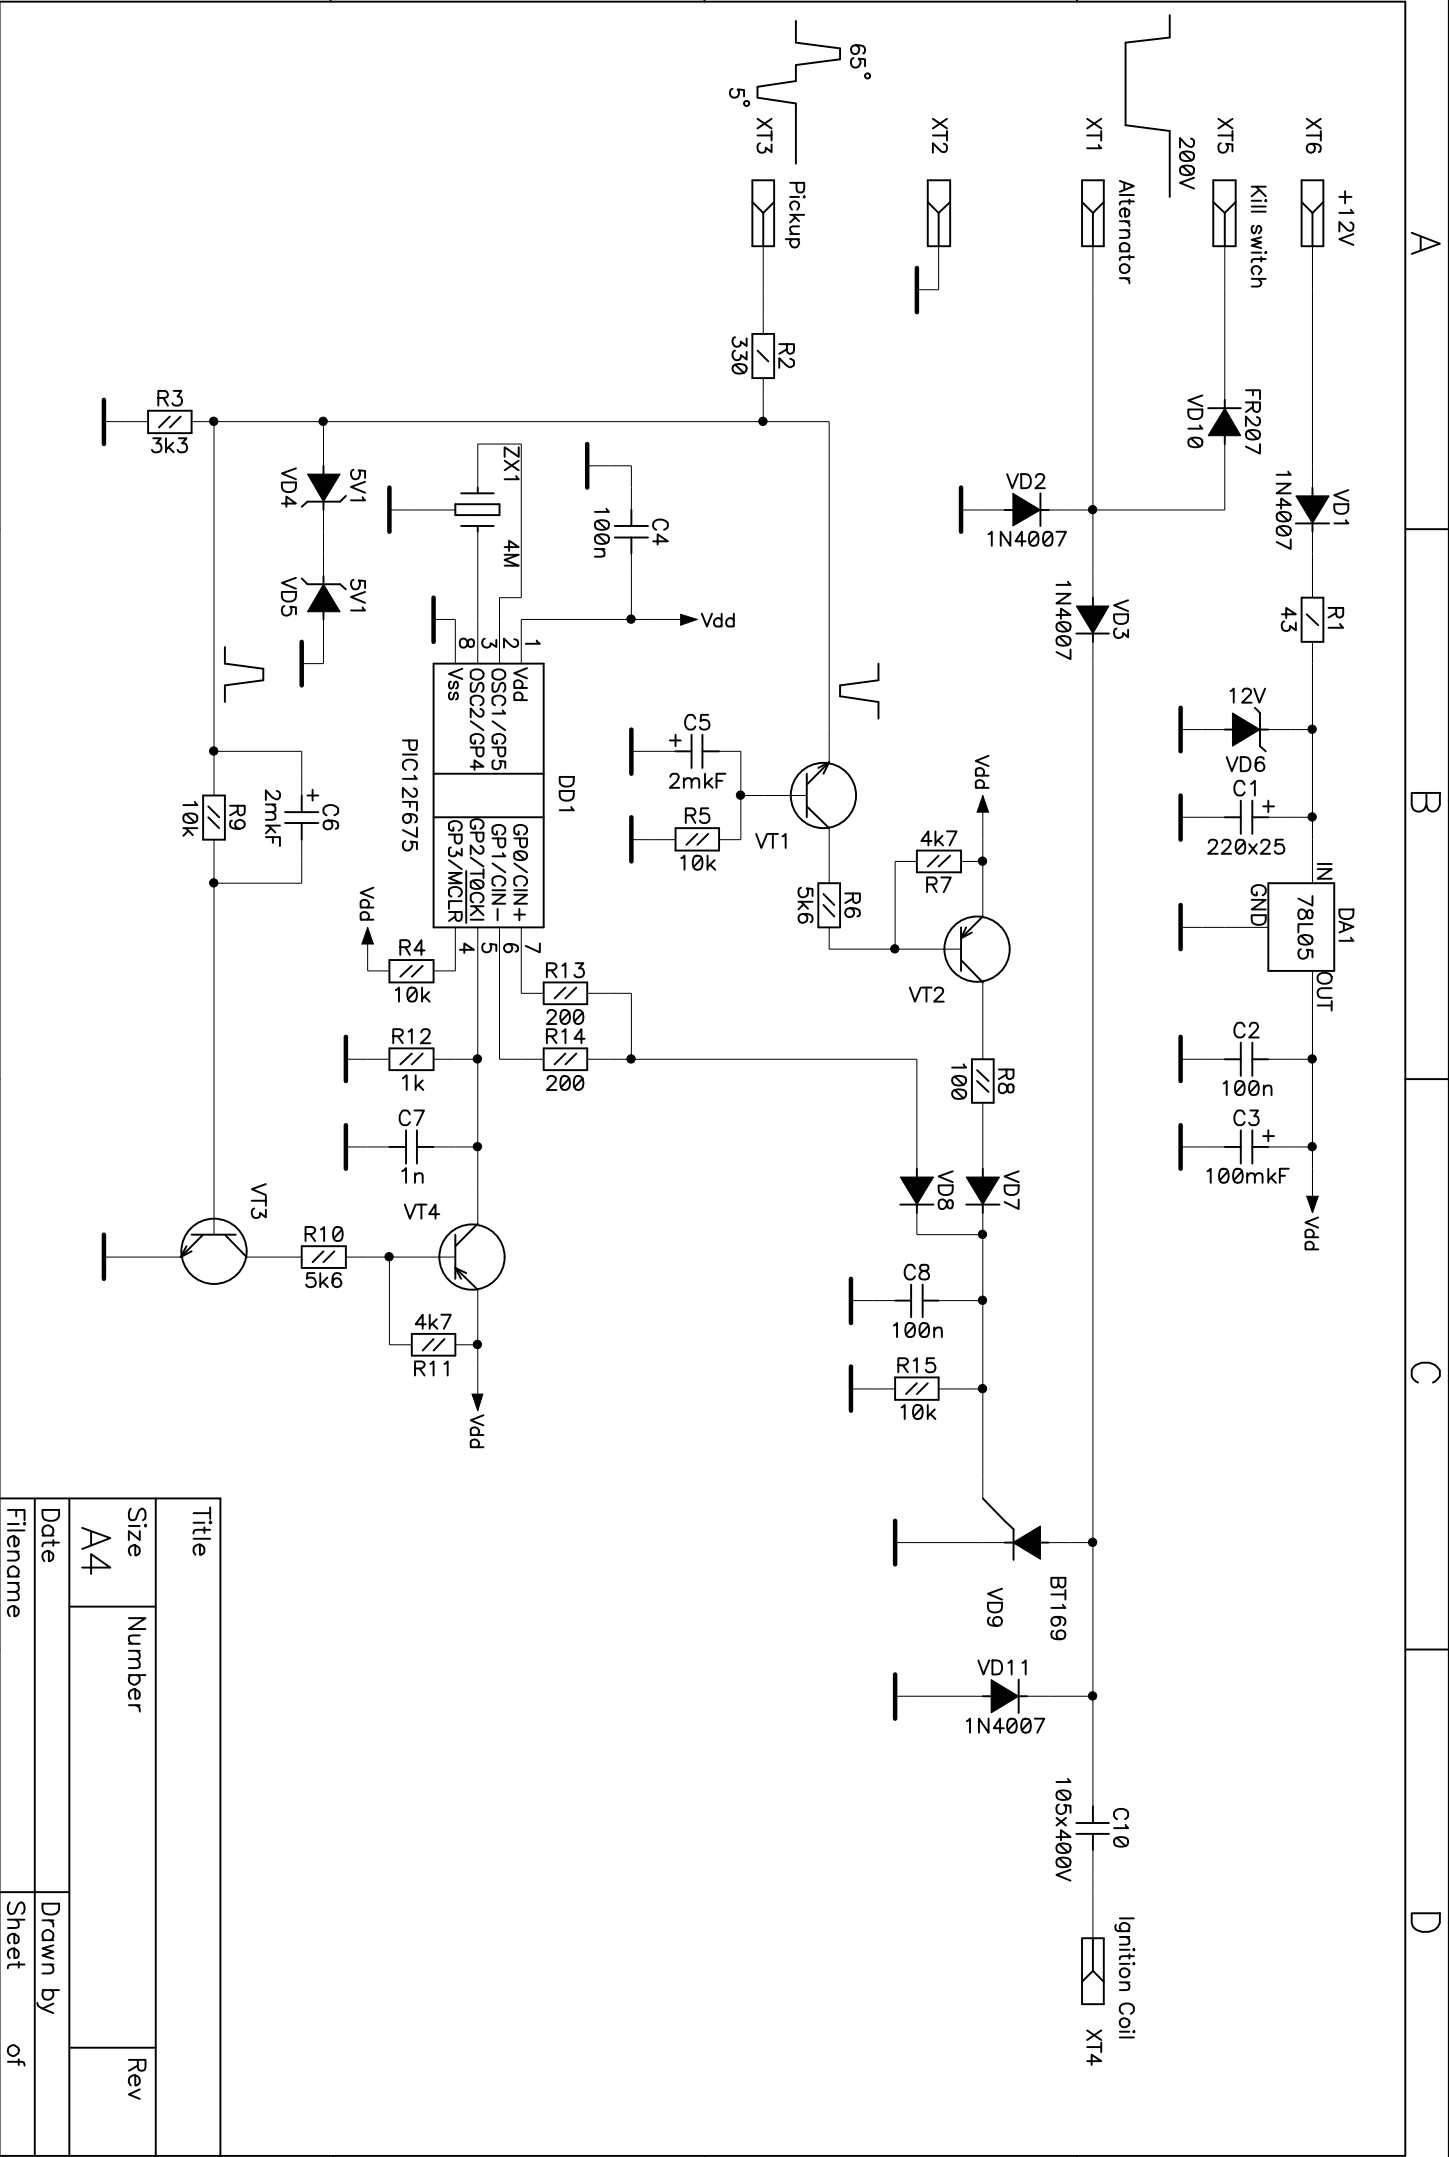 A
B
C
D
XT6
+12V
VD1
1N4007
R1
43
12V
VD6
C1
+
220x25
IN
DA1
78L05
GND
OUT
C2
100n
C3
+
100mkF
Vdd
XT5
Kill switch
FR207
VD10
200V
XT1
Alternator
VD2
1N4007
VD3
1N4007
BT169
VD9
VD11
1N4007
C10
105x400V
Ignition Coil
XT4
XT2
Vdd
4k7
R7
VT2
R8
100
VD7
VD8
C8
100n
R15
10k
65°
5°
XT3
Pickup
R2
330
C5
+
2mkF
R5
10k
VT1
R6
5k6
C4
100n
Vdd
ZX1
4M
1
2
3
8
Vdd
OSC1/GP5
OSC2/GP4
Vss
DD1
PIC12F675
GP0/CIN+
GP1/CIN-
GP2/T0CKI
GP3/MCLR
7
6
5
4
R13
200
R14
200
Vdd
R4
10k
R12
1k
C7
1n
VT4
4k7
R11
Vdd
R3
3k3
5V1
VD4
5V1
VD5
C6
+
2mkF
R9
10k
VT3
R10
5k6
Title
Size
A4
Number
Rev
Date
Drawn by
Filename
Sheet of